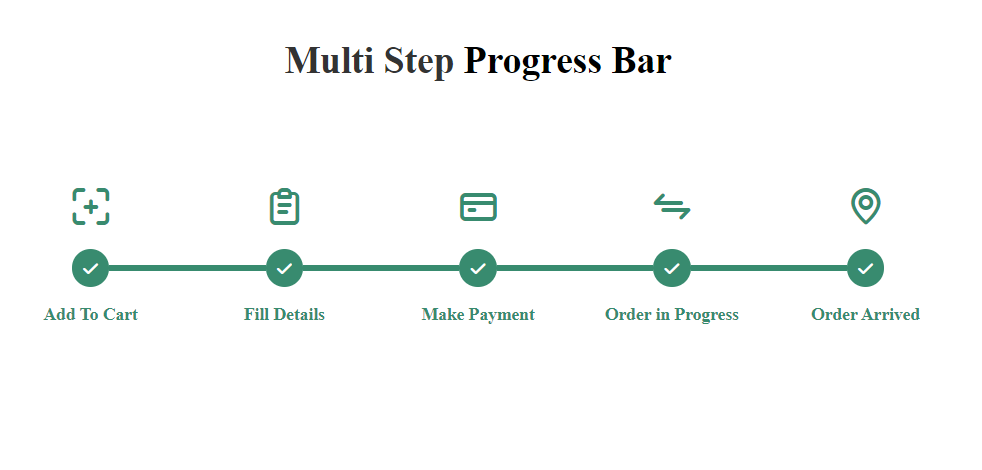 Multi Step Progress Bar
Add To Cart
Fill Details
Make Payment
Order in Progress
Order Arrived